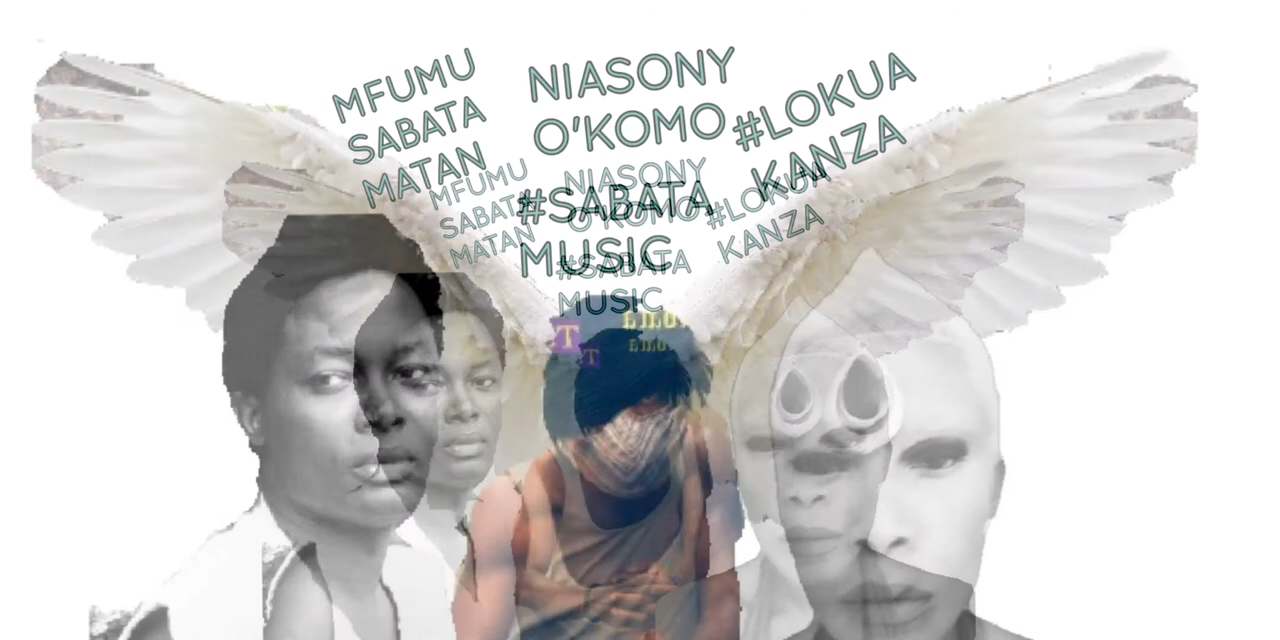 MFUMU
SABATA
MATAN
NIASONY
O'KOMO
#LOKUA
KANZA
#SABATA
MUSIC
MFUMU
SABATA
MATAN
NIASONY
O'KOMO
#LOKUA
KANZA
#SABATA
MUSIC
T
T